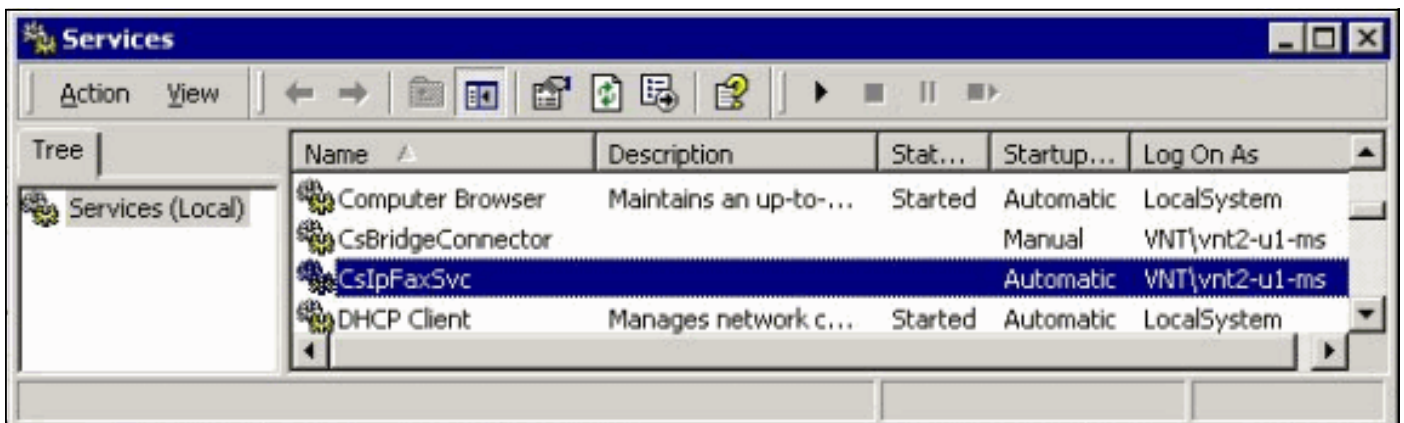 Services
Action View
Tree
Name Description Stat... Startup... Log On As
Services (Local)
Computer Browser Maintains an up-to-... Started Automatic LocalSystem
CsBridgeConnector Manual VNT\vnt2-u1-ms
CsIpFaxSvc Automatic VNT\vnt2-u1-ms
DHCP Client Manages network c... Started Automatic LocalSystem